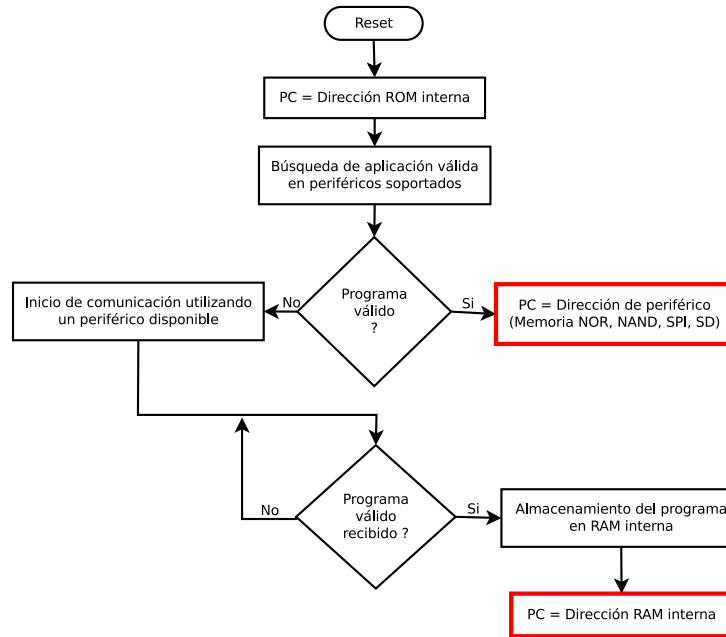 Reset
PC = Dirección ROM interna
Búsqueda de aplicación válida
en periféricos soportados
Programa
válido
?
No
Si
Inicio de comunicación utilizando
un periférico disponible
PC = Dirección de periférico
(Memoria NOR, NAND, SPI, SD)
Programa
válido
recibido ?
No
Si
Almacenamiento del programa
en RAM interna
PC = Dirección RAM interna